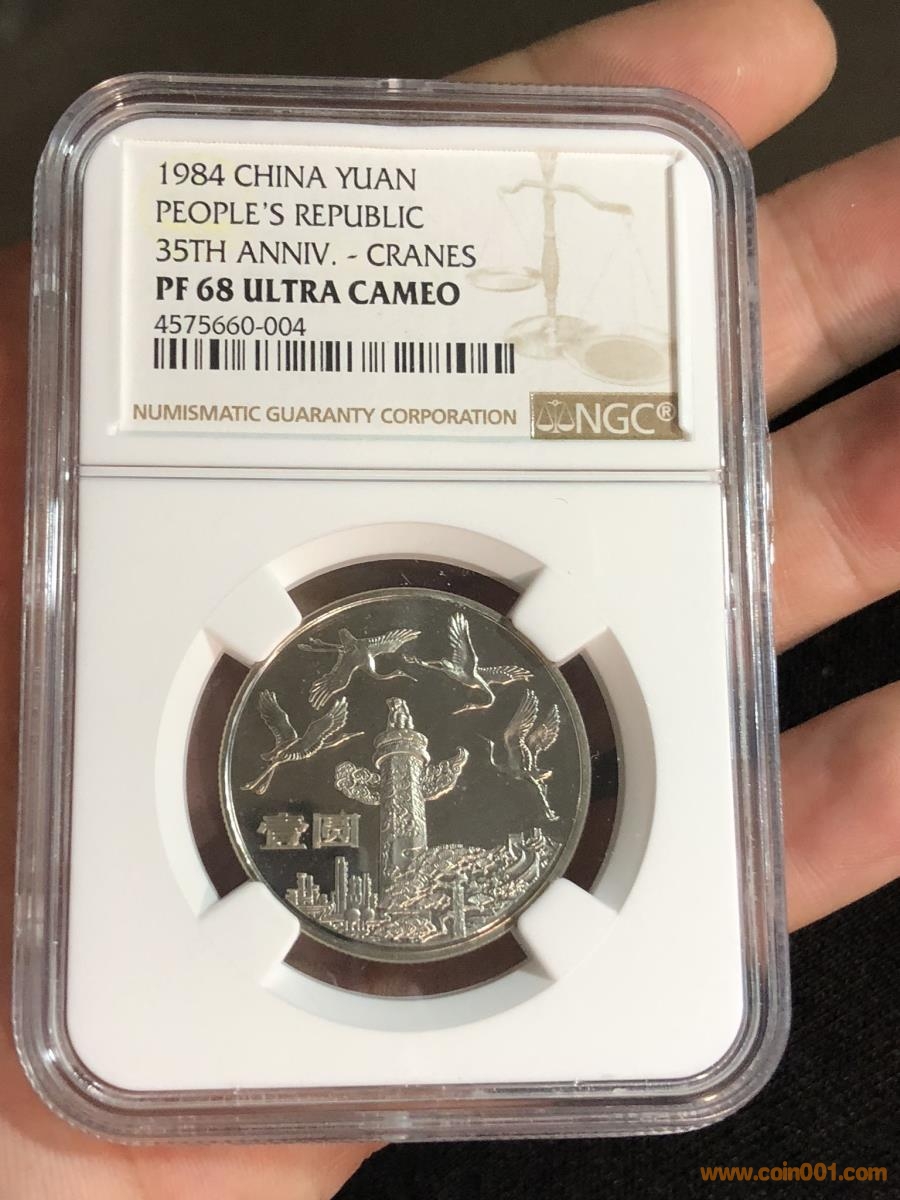 1984 CHINA YUAN
PEOPLE'S REPUBLIC
35TH ANNIV. - CRANES
PF 68 ULTRA CAMEO
4575660-004
NUMISMATIC GUARANTY CORPORATION
NGC®
壹圆
www.coin001.com